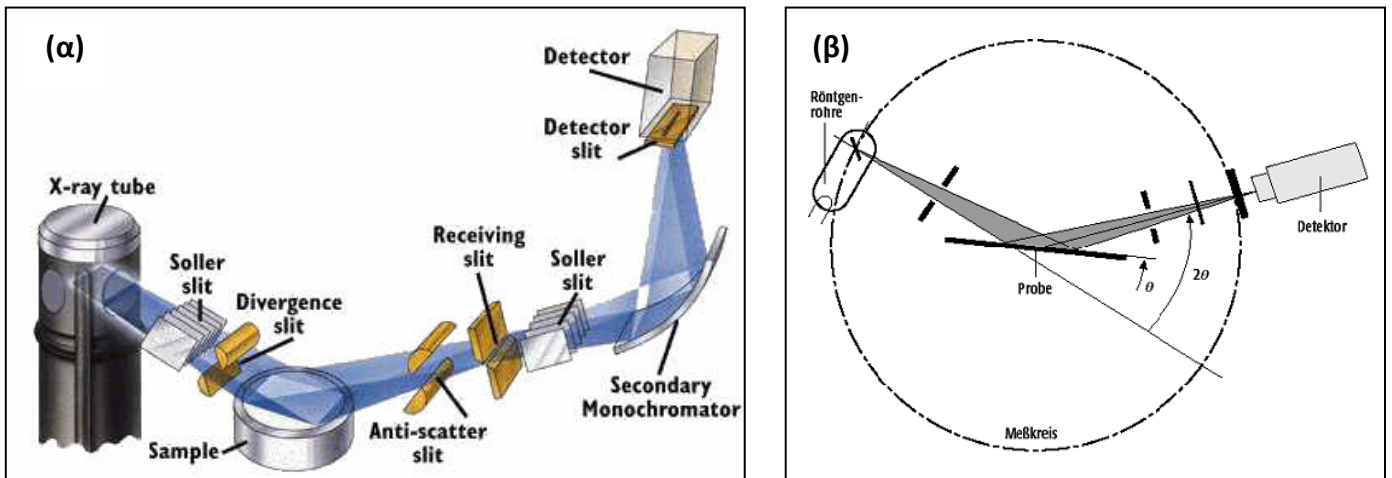 (α)
Detector
Detector
slit
X-ray tube
Receiving
slit
Soller
slit
Soller
slit
Divergence
slit
Secondary
Monochromator
Anti-scatter
slit
Sample
(β)
Röntgen-
rohre
Detektor
2θ
θ
Probe
Meßkreis